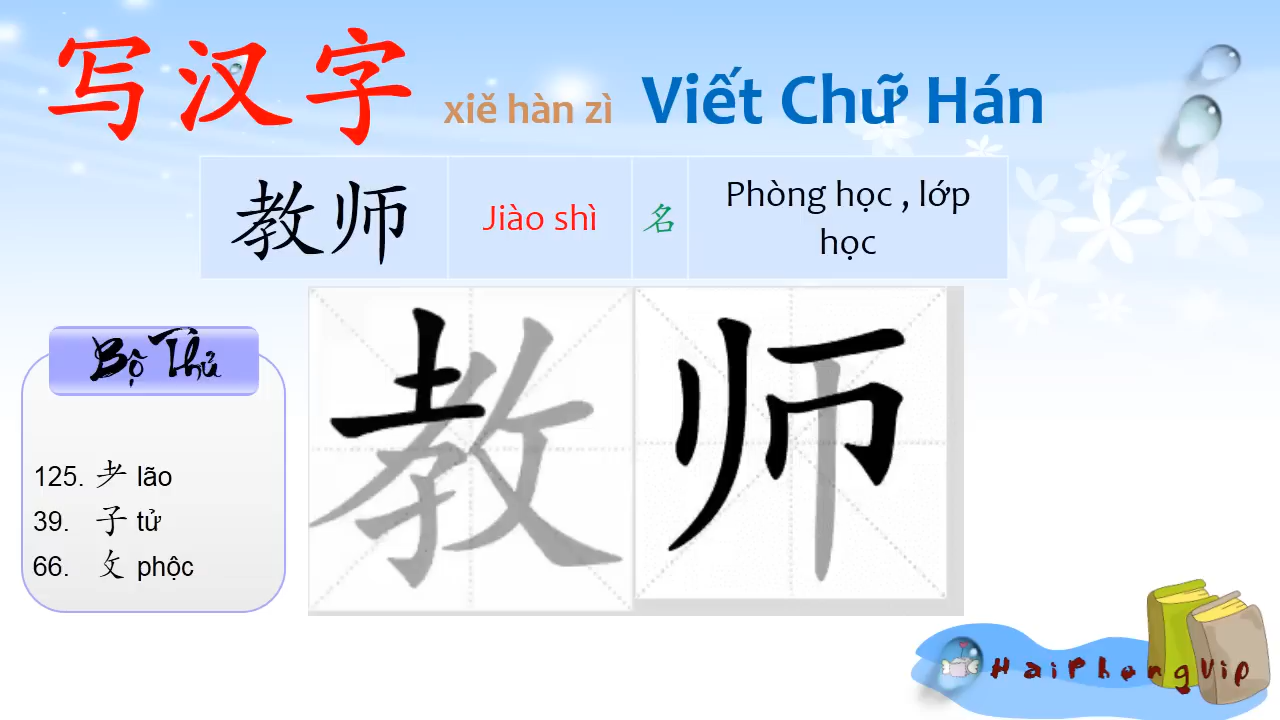 写汉字 xiě hàn zì Viết Chữ Hán
教师 Jiào shì 名 Phòng học , lớp
học
Bộ Thủ
教师
125. 耂 lão
39. 子 tử
66. 攵 phộc
HaiPhongVip